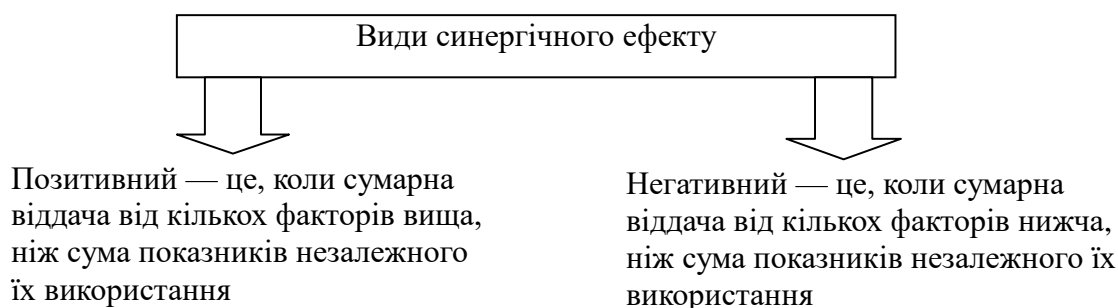 Види синергічного ефекту
Позитивний — це, коли сумарна
віддача від кількох факторів вища,
ніж сума показників незалежного
їх використання
Негативний — це, коли сумарна
віддача від кількох факторів нижча,
ніж сума показників незалежного їх
використання